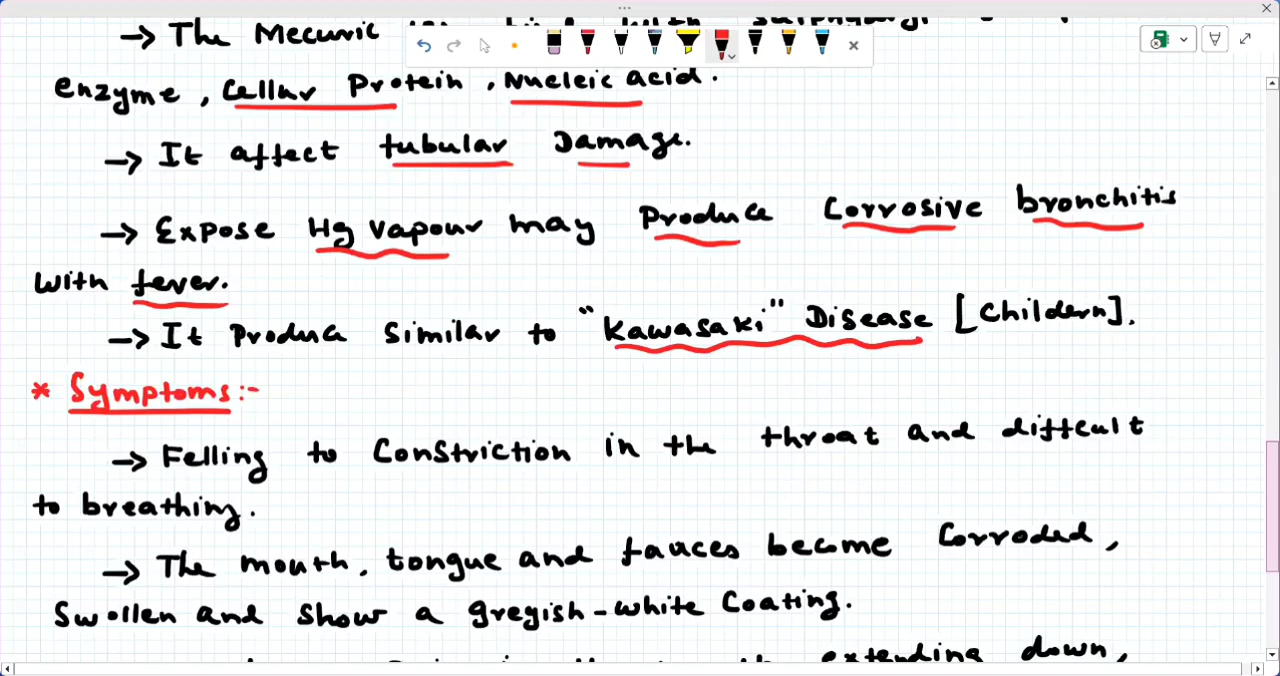 → The Mecuric
enzyme, Cellur Protein, Nucleic acid.
→ It affect tubular Damage.
→ Expose Hg vapour may Produce Corrosive bronchitis
with fever.
→ It Produce Similar to "Kawasaki" Disease [Childern].
* Symptoms:-
→ Felling to Constriction in the throat and difficult
to breathing.
→ The mouth, tongue and fauces become Corroded,
Swollen and Show a greyish-white Coating.
extending down,